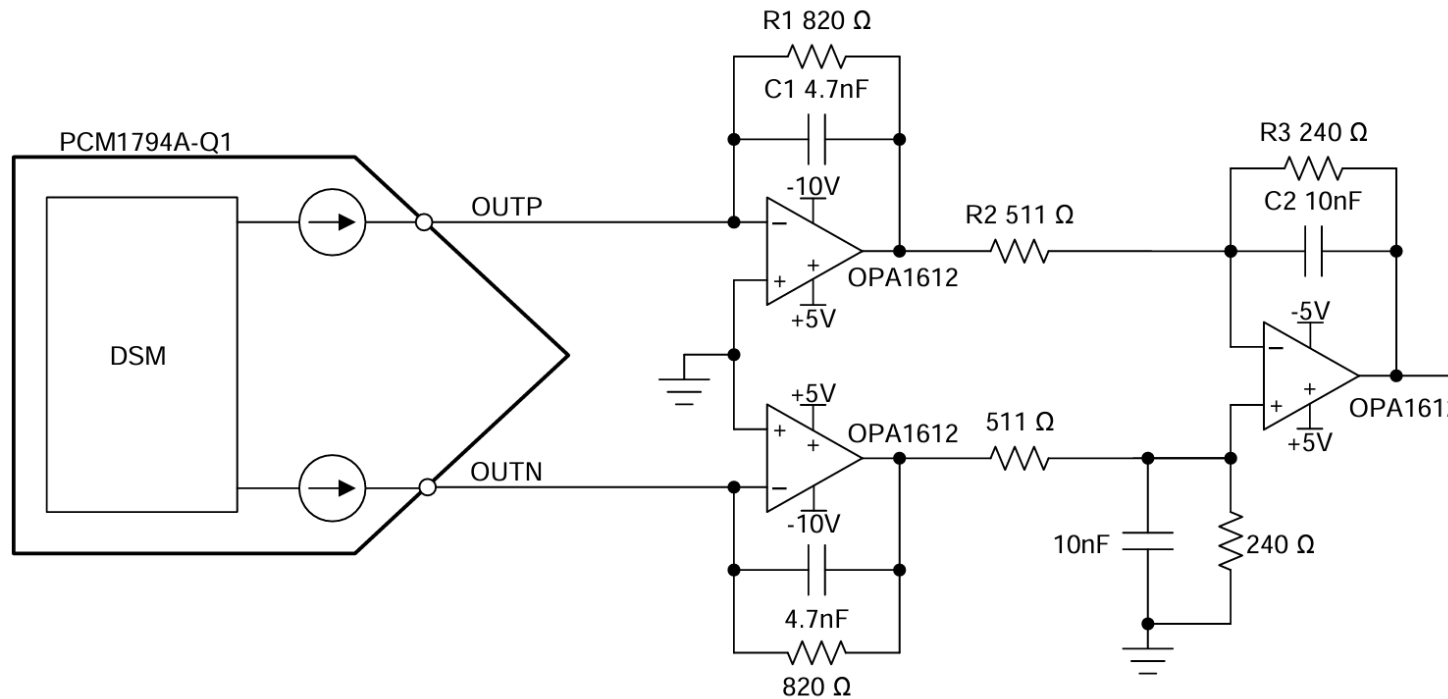 R1 820 Ω
C1 4.7nF
PCM1794A-Q1
-10V
OUTP
−
+
+
OPA1612
+5V
R2 511 Ω
R3 240 Ω
C2 10nF
-5V
−
+
+
OPA161
+5V
DSM
+5V
+
+
OPA1612
−
-10V
511 Ω
OUTN
4.7nF
820 Ω
10nF
240 Ω